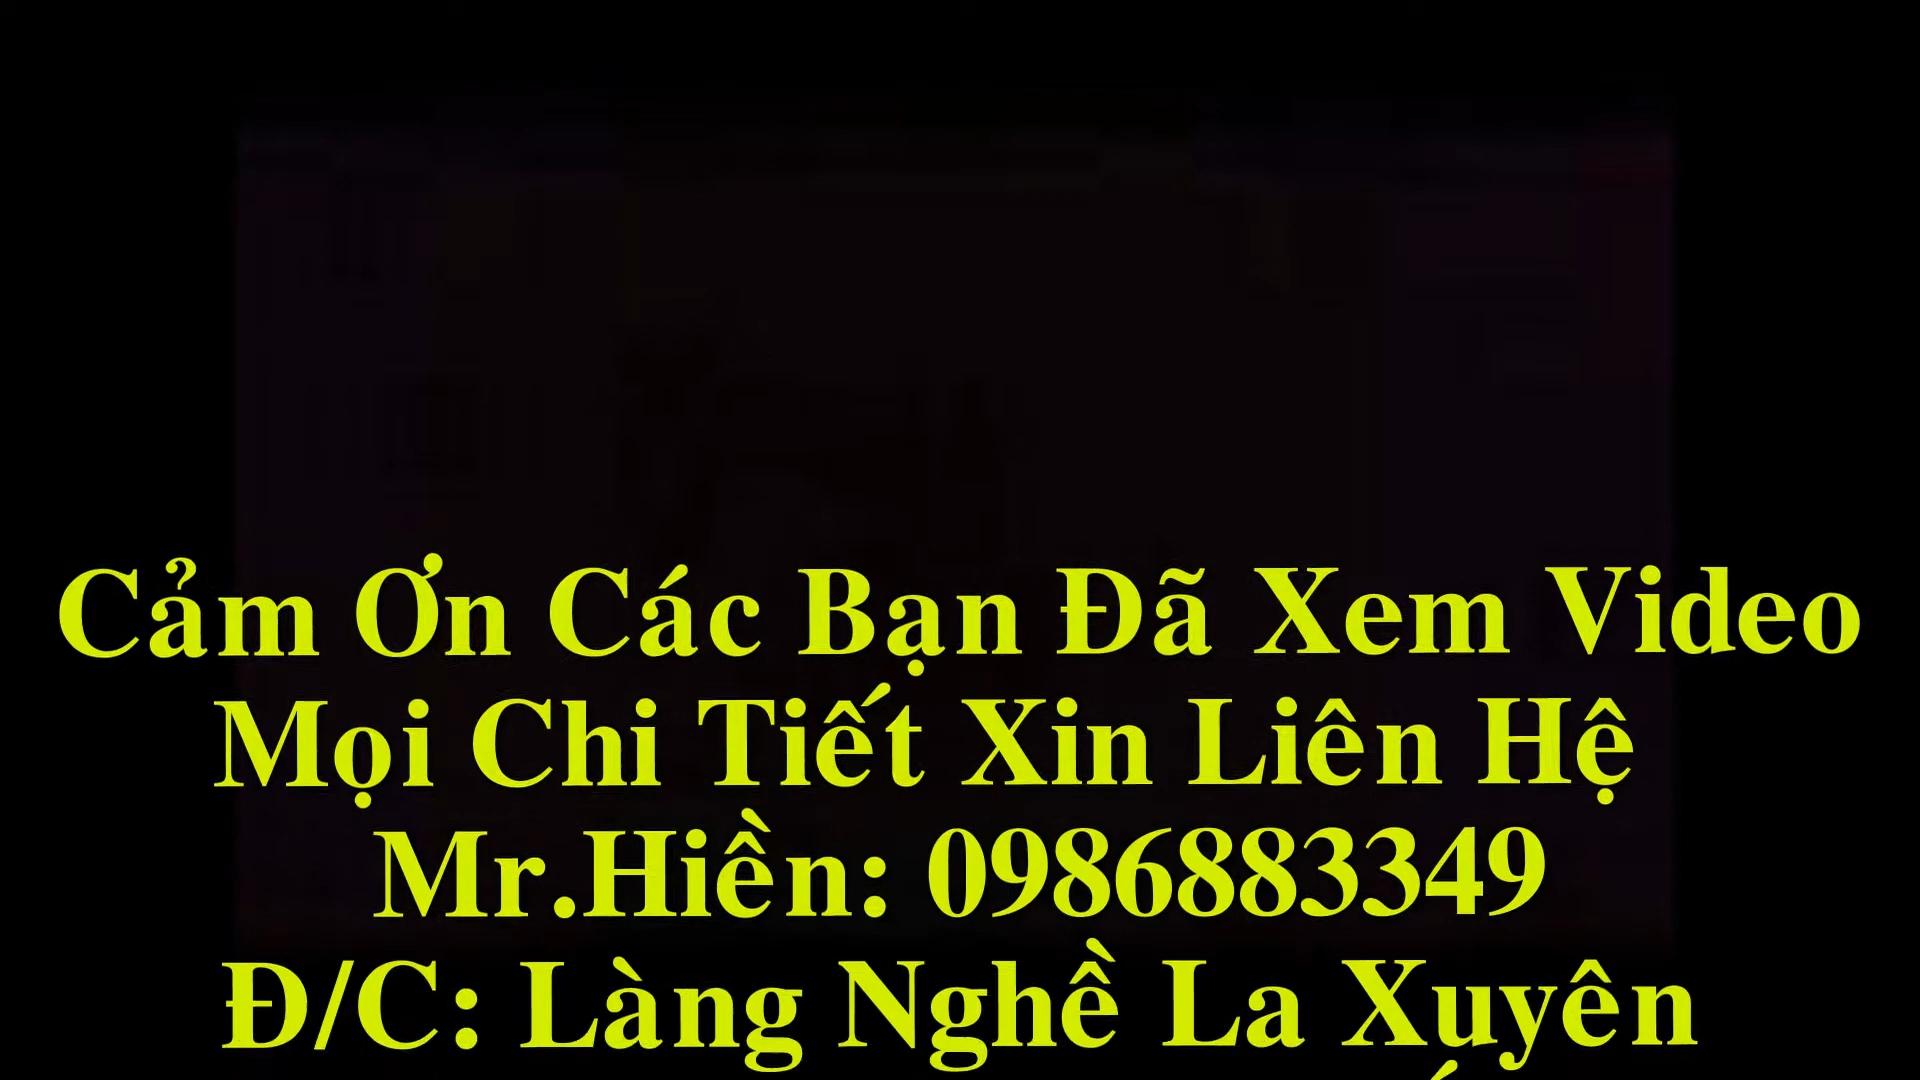 Cảm Ơn Các Bạn Đã Xem Video
Mọi Chi Tiết Xin Liên Hệ
Mr.Hiền: 0986883349
Đ/C: Làng Nghề La Xuyên